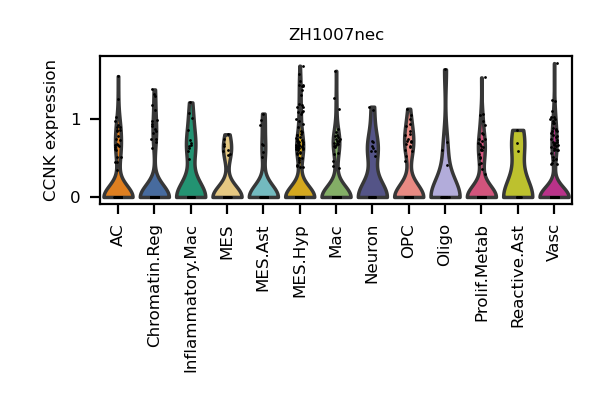 ZH1007nec
CCNK expression
1
0
AC
Chromatin.Reg
Inflammatory.Mac
MES
MES.Ast
MES.Hyp
Mac
Neuron
OPC
Oligo
Prolif.Metab
Reactive.Ast
Vasc